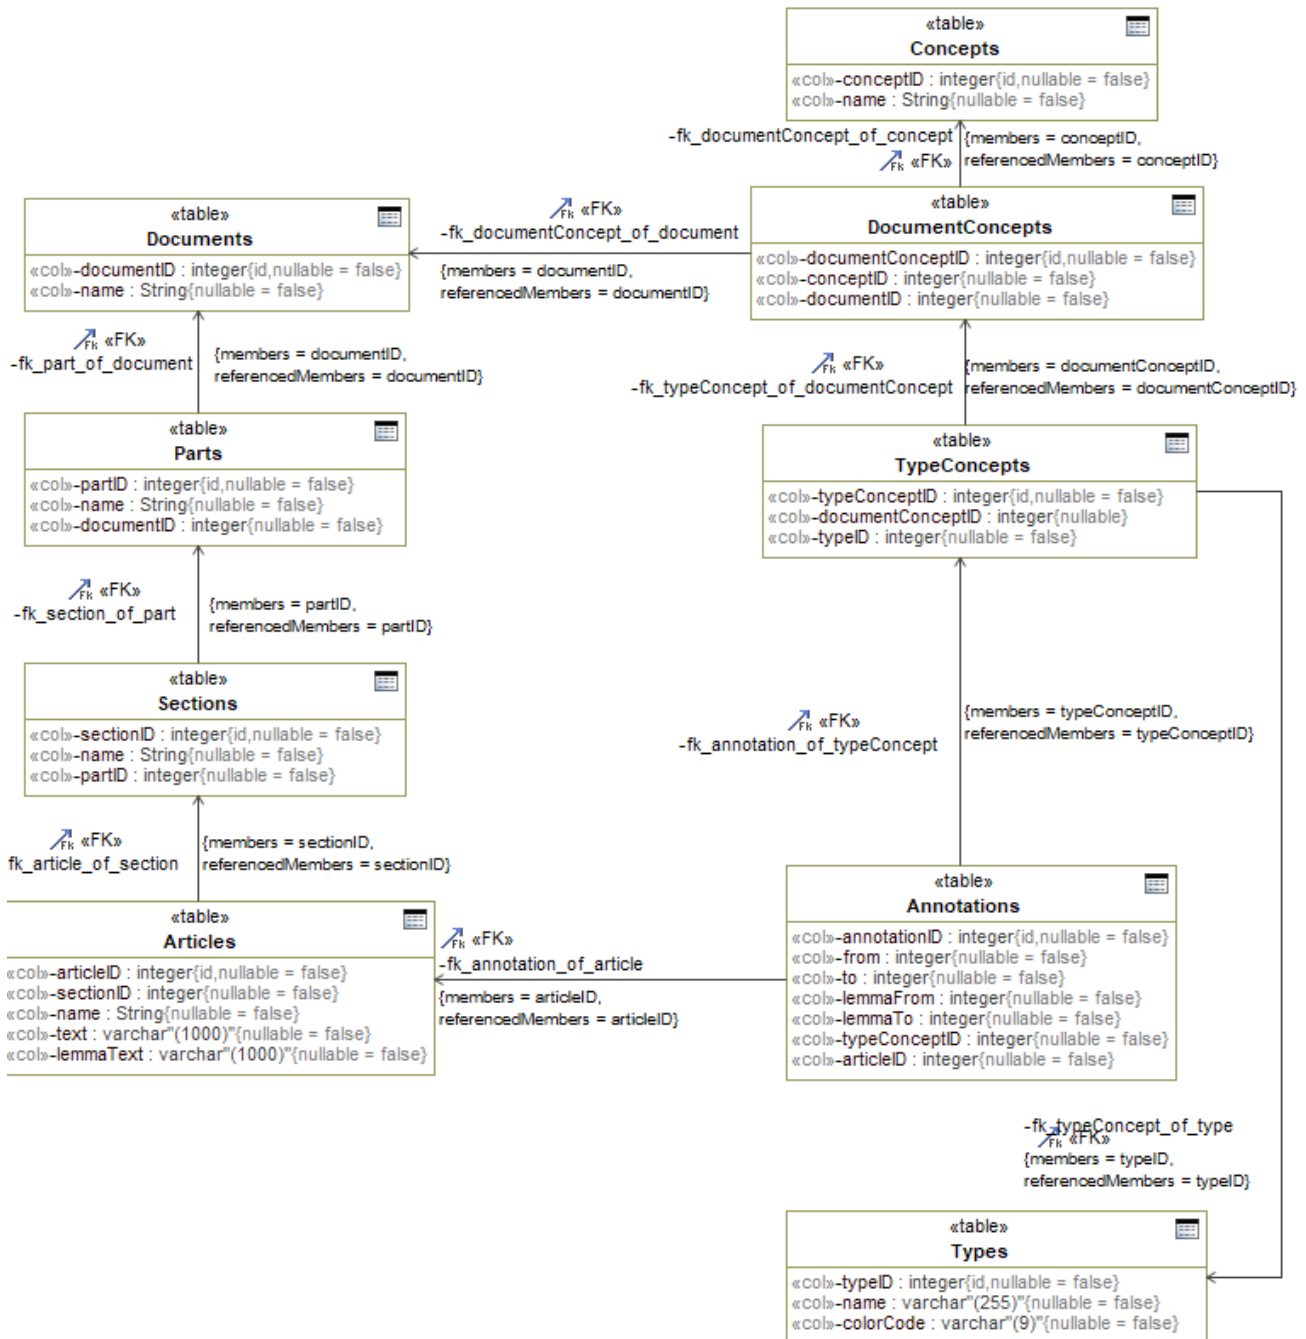 «table»
Concepts
«col»-conceptID : integer{id,nullable = false}
«col»-name : String{nullable = false}
-fk_documentConcept_of_concept
Fk «FK»
{members = conceptID,
referencedMembers = conceptID}
«table»
Documents
«col»-documentID : integer{id,nullable = false}
«col»-name : String{nullable = false}
Fk «FK»
-fk_documentConcept_of_document
{members = documentID,
referencedMembers = documentID}
«table»
DocumentConcepts
«col»-documentConceptID : integer{id,nullable = false}
«col»-conceptID : integer{nullable = false}
«col»-documentID : integer{nullable = false}
Fk «FK»
-fk_part_of_document
{members = documentID,
referencedMembers = documentID}
Fk «FK»
-fk_typeConcept_of_documentConcept
{members = documentConceptID,
referencedMembers = documentConceptID}
«table»
Parts
«col»-partID : integer{id,nullable = false}
«col»-name : String{nullable = false}
«col»-documentID : integer{nullable = false}
«table»
TypeConcepts
«col»-typeConceptID : integer{id,nullable = false}
«col»-documentConceptID : integer{nullable}
«col»-typeID : integer{nullable = false}
Fk «FK»
-fk_section_of_part
{members = partID,
referencedMembers = partID}
«table»
Sections
«col»-sectionID : integer{id,nullable = false}
«col»-name : String{nullable = false}
«col»-partID : integer{nullable = false}
Fk «FK»
-fk_annotation_of_typeConcept
{members = typeConceptID,
referencedMembers = typeConceptID}
Fk «FK»
fk_article_of_section
{members = sectionID,
referencedMembers = sectionID}
«table»
Articles
«col»-articleID : integer{id,nullable = false}
«col»-sectionID : integer{nullable = false}
«col»-name : String{nullable = false}
«col»-text : varchar"(1000)"{nullable = false}
«col»-lemmaText : varchar"(1000)"{nullable = false}
Fk «FK»
-fk_annotation_of_article
{members = articleID,
referencedMembers = articleID}
«table»
Annotations
«col»-annotationID : integer{id,nullable = false}
«col»-from : integer{nullable = false}
«col»-to : integer{nullable = false}
«col»-lemmaFrom : integer{nullable = false}
«col»-lemmaTo : integer{nullable = false}
«col»-typeConceptID : integer{nullable = false}
«col»-articleID : integer{nullable = false}
-fk_typeConcept_of_type
Fk «FK»
{members = typeID,
referencedMembers = typeID}
«table»
Types
«col»-typeID : integer{id,nullable = false}
«col»-name : varchar"(255)"{nullable = false}
«col»-colorCode : varchar"(9)"{nullable = false}